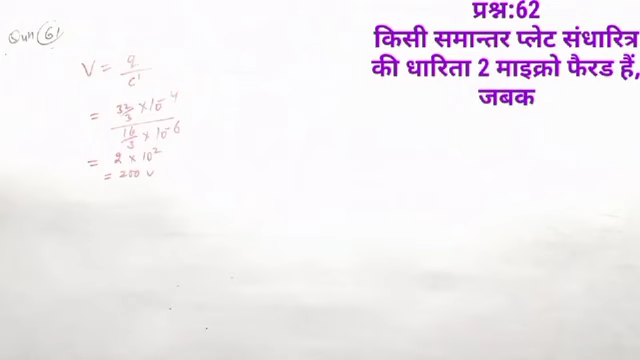 Qun 61
V = q / c'
= 32/3 × 10⁻⁴ / 16/3 × 10⁻⁶
= 2 × 10²
= 200 v
प्रश्न:62
किसी समान्तर प्लेट संधारित्र
की धारिता 2 माइक्रो फैरड हैं,
जबक